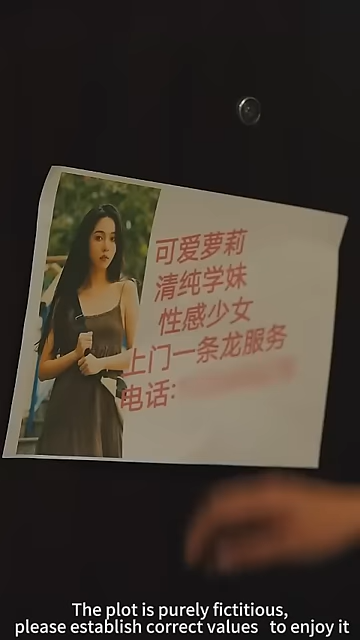 可爱萝莉
清纯学妹
性感少女
上门一条龙服务
电话:
The plot is purely fictitious,
please establish correct values to enjoy it